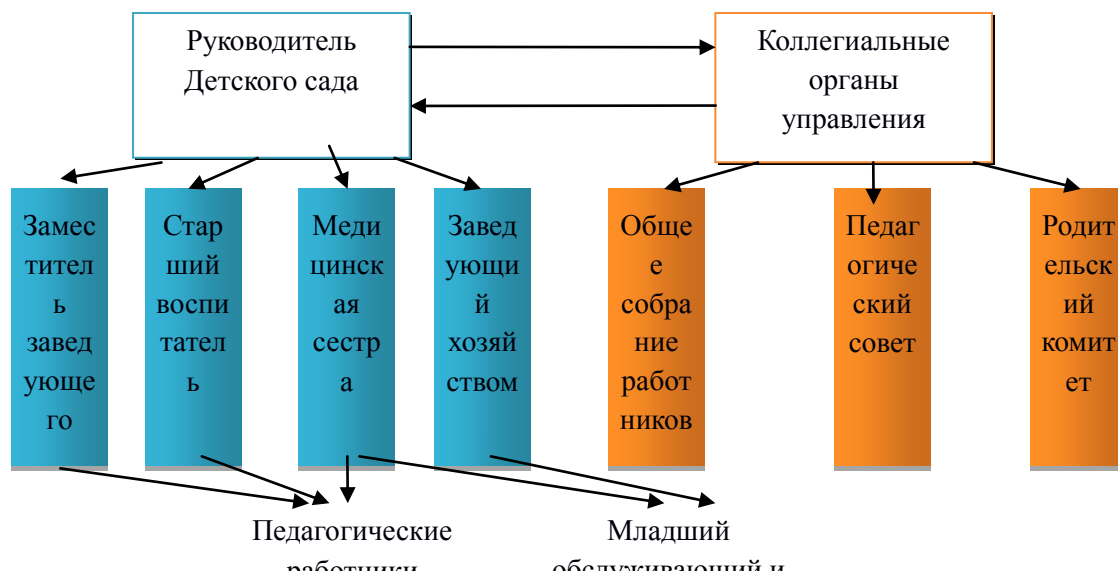 Руководитель
Детского сада
Коллегиальные
органы
управления
Замес
тител
ь
завед
ующе
го
Стар
ший
воспи
тател
ь
Меди
цинск
ая
сестр
а
Завед
ующи
й
хозяй
ством
Обще
е
собра
ние
работ
ников
Педаг
огиче
ский
совет
Родит
ельск
ий
комит
ет
Педагогические
работники
Младший
обслуживающий и